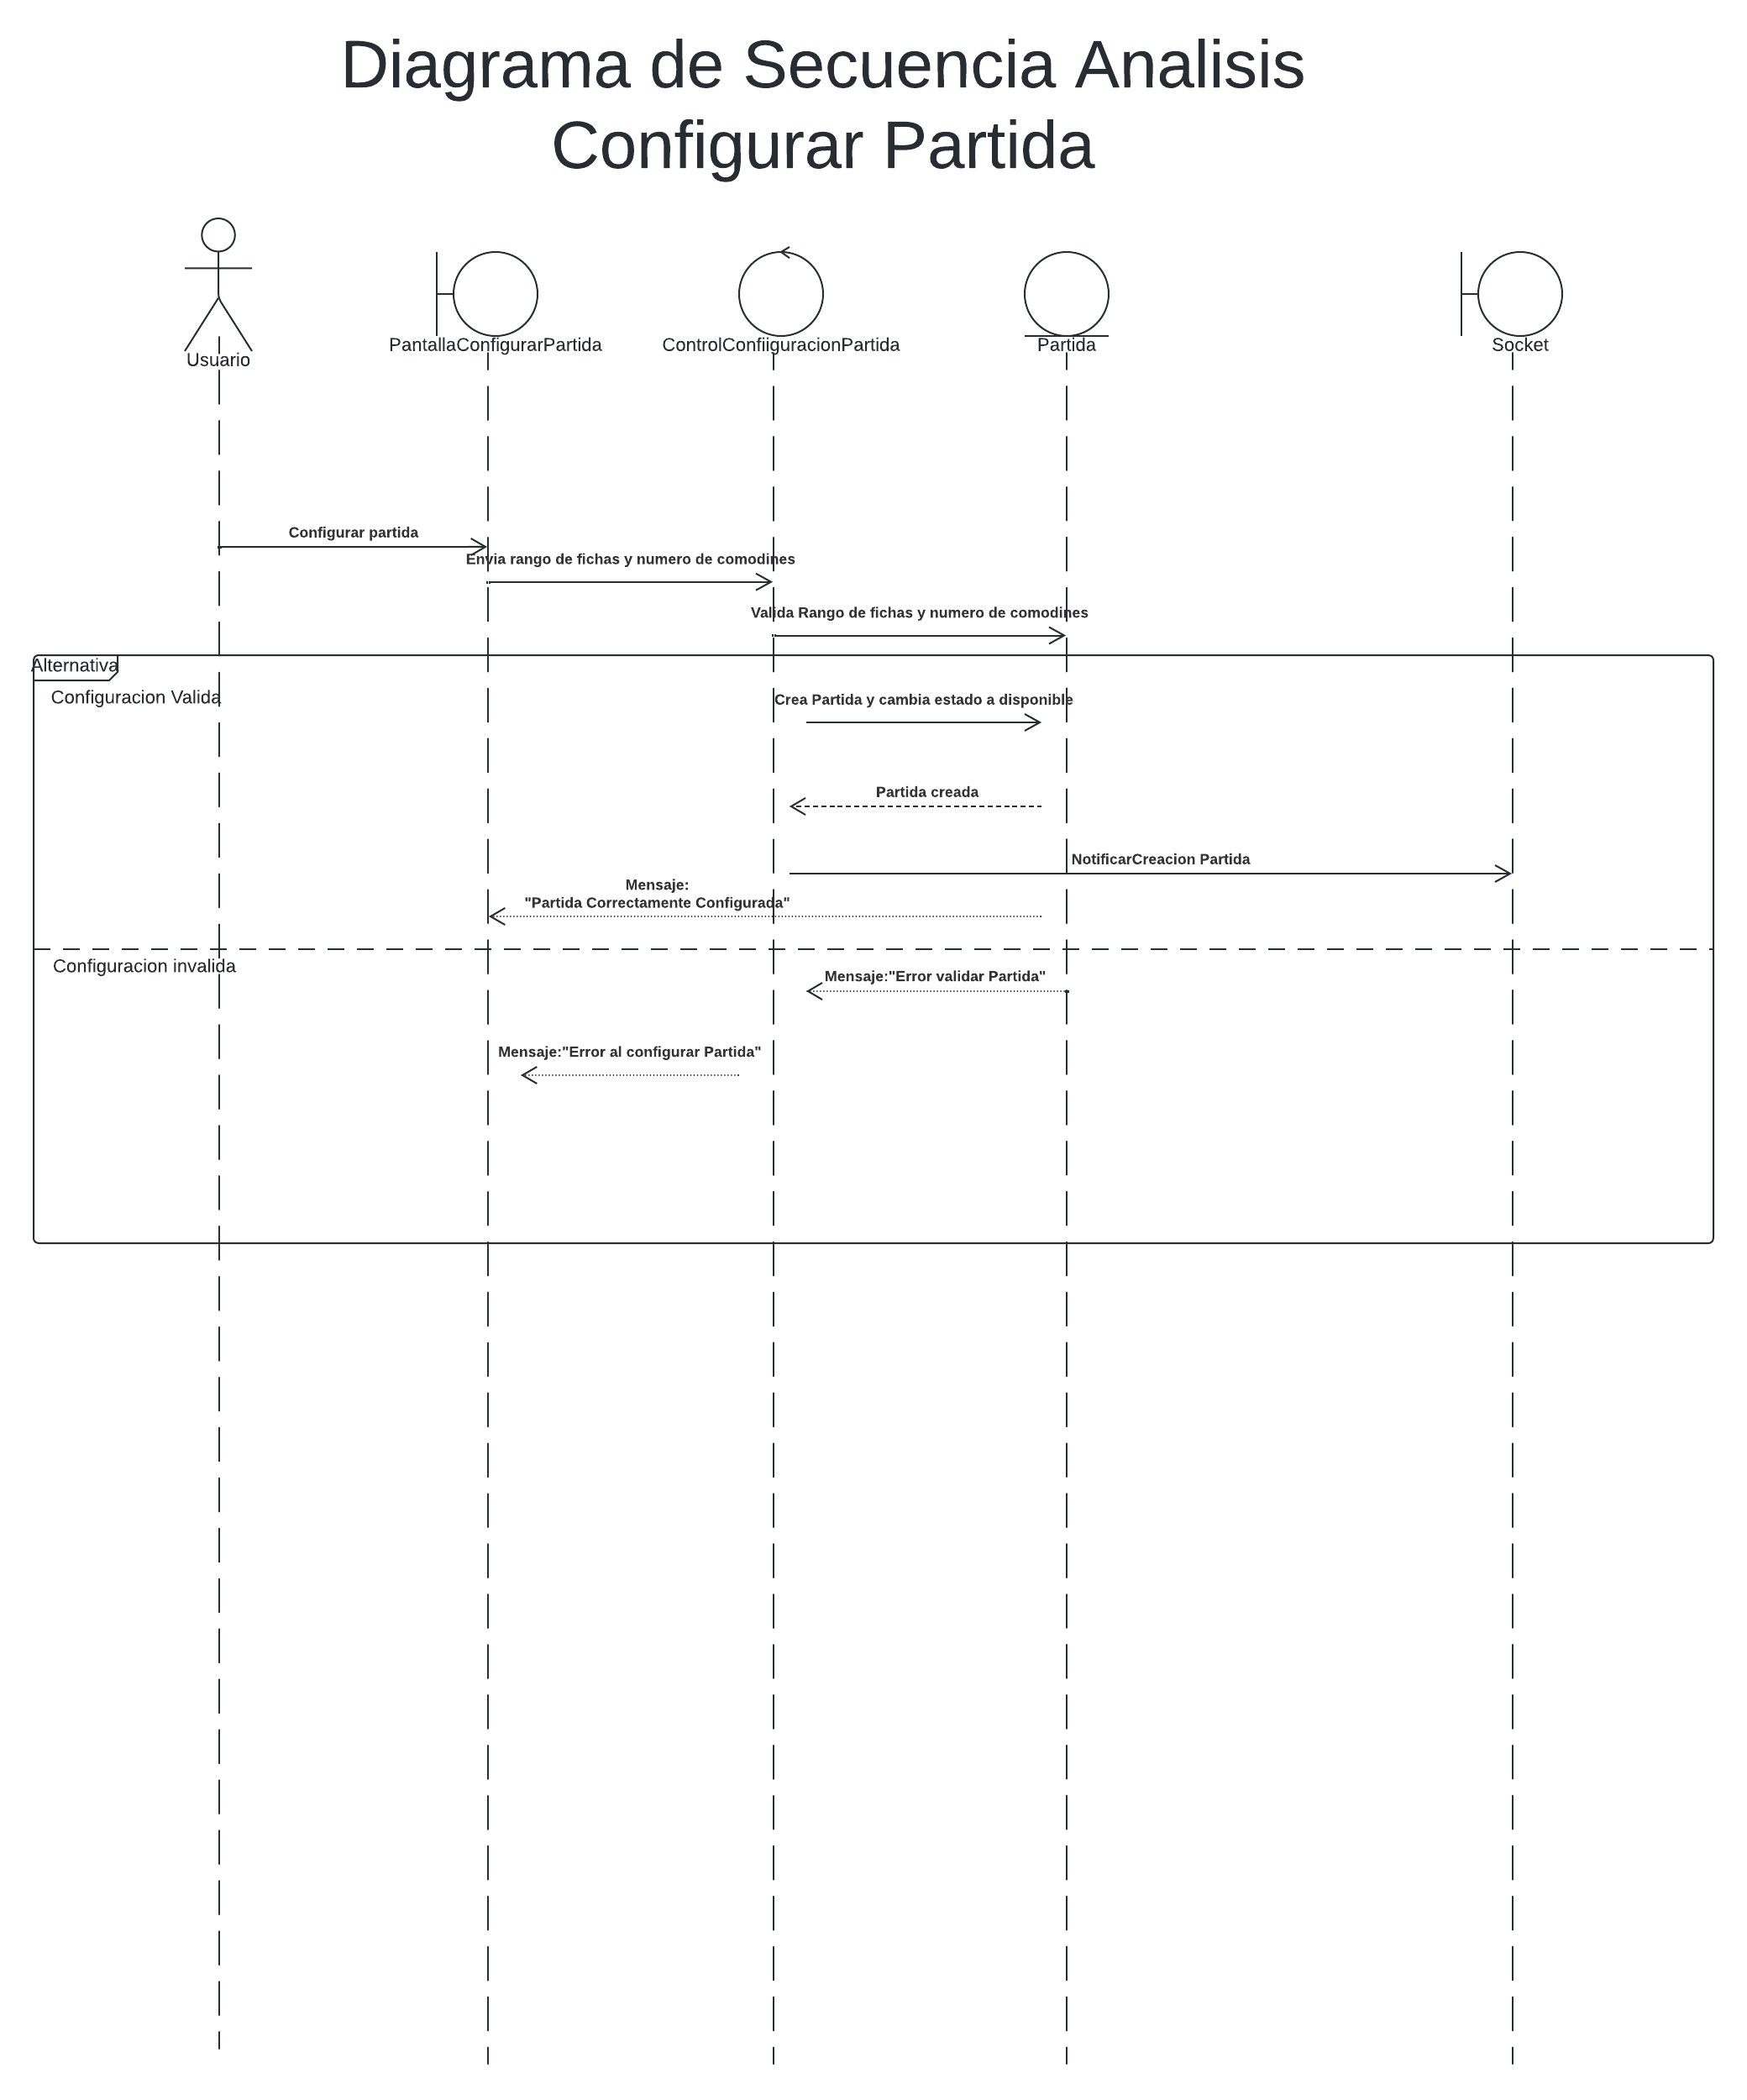 Diagrama de Secuencia Analisis
Configurar Partida
Usuario
PantallaConfigurarPartida
ControlConfiiguracionPartida
Partida
Socket
Configurar partida
Envia rango de fichas y numero de comodines
Valida Rango de fichas y numero de comodines
Alternativa
Configuracion Valida
Crea Partida y cambia estado a disponible
Partida creada
NotificarCreacion Partida
Mensaje:
"Partida Correctamente Configurada"
Configuracion invalida
Mensaje:"Error validar Partida"
Mensaje:"Error al configurar Partida"